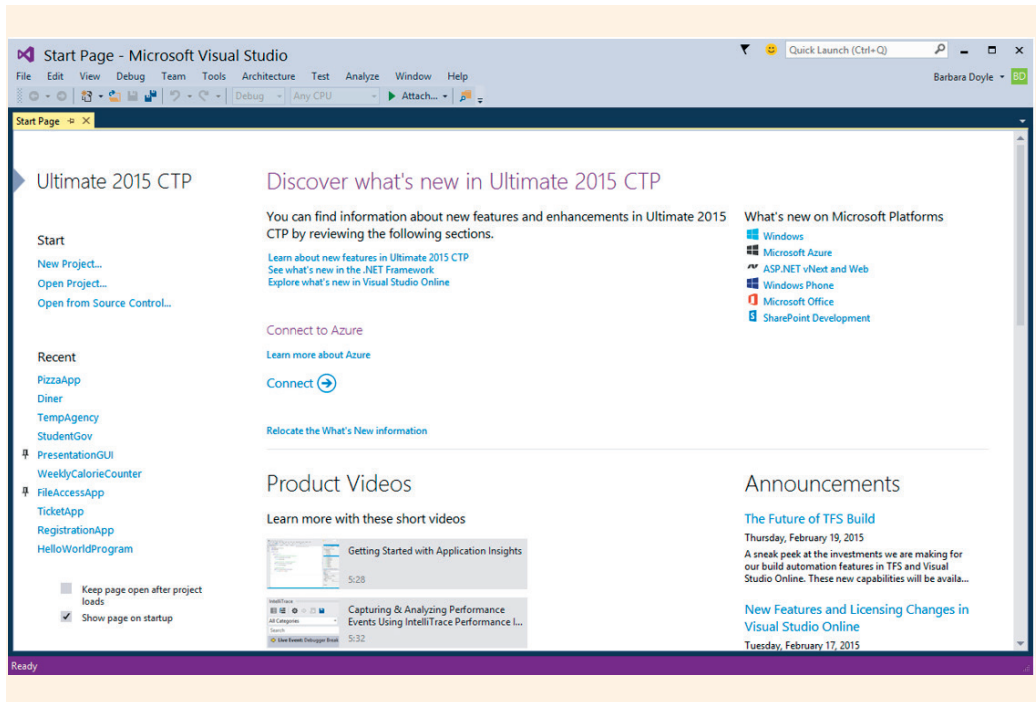 Start Page - Microsoft Visual Studio
Quick Launch (Ctrl+Q)
File Edit View Debug Team Tools Architecture Test Analyze Window Help
Barbara Doyle BD
Debug Any CPU Attach...
Start Page
Ultimate 2015 CTP
Start
New Project...
Open Project...
Open from Source Control...
Recent
PizzaApp
Diner
TempAgency
StudentGov
PresentationGUI
WeeklyCalorieCounter
FileAccessApp
TicketApp
RegistrationApp
HelloWorldProgram
Keep page open after project
loads
Show page on startup
Discover what's new in Ultimate 2015 CTP
You can find information about new features and enhancements in Ultimate 2015
CTP by reviewing the following sections.
Learn about new features in Ultimate 2015 CTP
See what's new in the .NET Framework
Explore what's new in Visual Studio Online
Connect to Azure
Learn more about Azure
Connect
Relocate the What's New information
What's new on Microsoft Platforms
Windows
Microsoft Azure
ASP.NET vNext and Web
Windows Phone
Microsoft Office
SharePoint Development
Product Videos
Learn more with these short videos
Getting Started with Application Insights
5:28
IntelliTrace
All Categories
Search
Live Event: Debugger Break
Capturing & Analyzing Performance
Events Using IntelliTrace Performance I...
5:32
Announcements
The Future of TFS Build
Thursday, February 19, 2015
A sneak peek at the investments we are making for
our build automation features in TFS and Visual
Studio Online. These new capabilities will be availa...
New Features and Licensing Changes in
Visual Studio Online
Tuesday, February 17, 2015
Ready